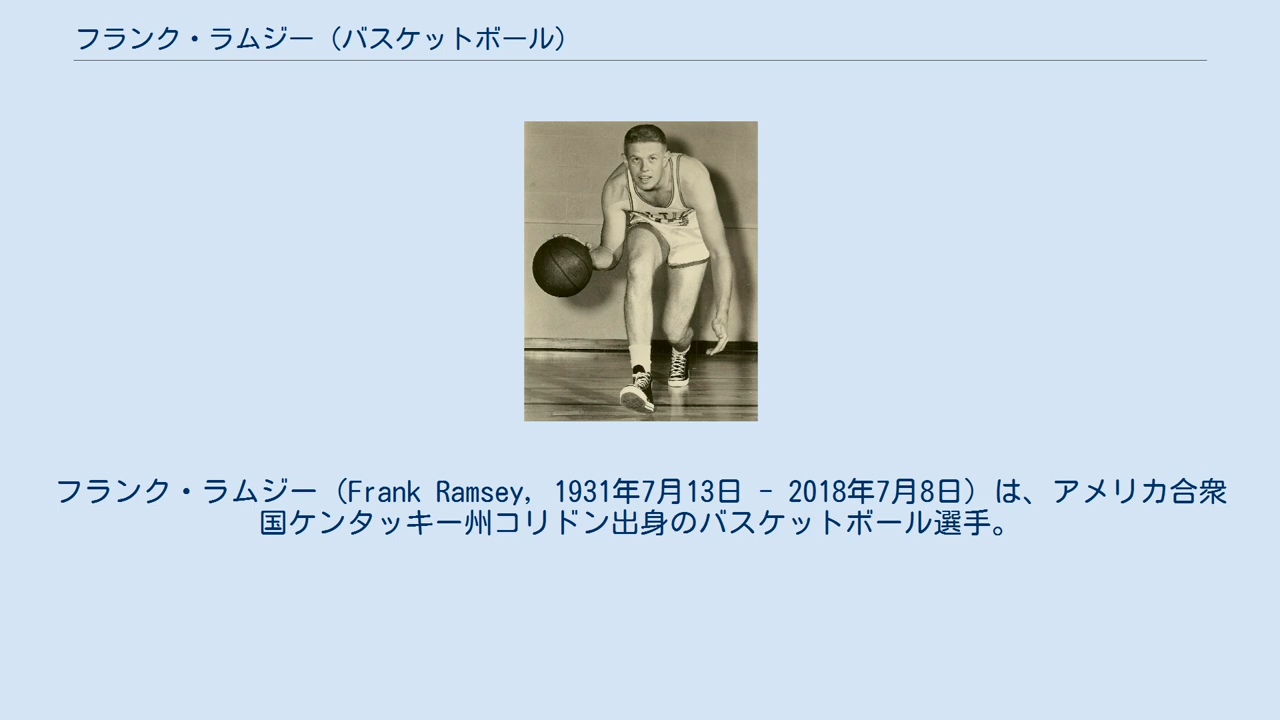 フランク・ラムジー（バスケットボール）
フランク・ラムジー（Frank Ramsey, 1931年7月13日 - 2018年7月8日）は、アメリカ合衆
国ケンタッキー州コリドン出身のバスケットボール選手。